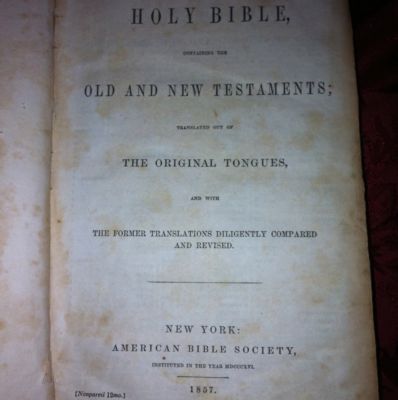 HOLY BIBLE,
CONTAINING THE
OLD AND NEW TESTAMENTS;
TRANSLATED OUT OF
THE ORIGINAL TONGUES,
AND WITH
THE FORMER TRANSLATIONS DILIGENTLY COMPARED
AND REVISED.
NEW YORK:
AMERICAN BIBLE SOCIETY,
INSTITUTED IN THE YEAR MDCCCXVI.
1857.
[Nonpareil 12mo.]